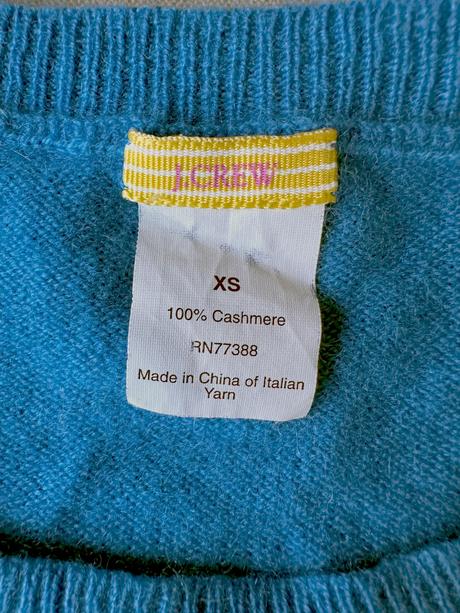 J.CREW
XS
100% Cashmere
RN77388
Made in China of Italian
Yarn